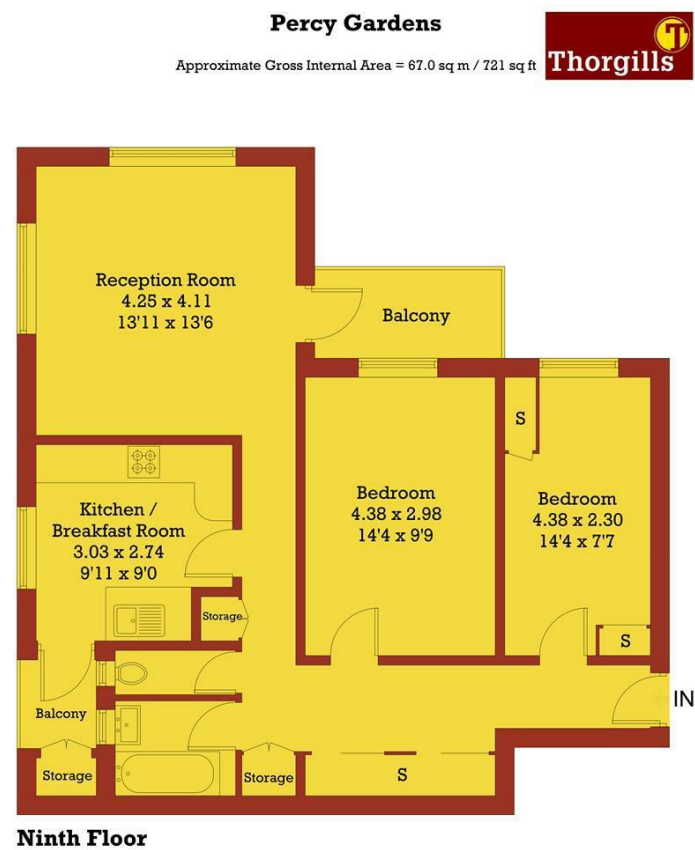 Percy Gardens
Approximate Gross Internal Area = 67.0 sq m / 721 sq ft
T
Thorgills
Reception Room
4.25 x 4.11
13'11 x 13'6
Balcony
S
Kitchen /
Breakfast Room
3.03 x 2.74
9'11 x 9'0
Bedroom
4.38 x 2.98
14'4 x 9'9
Bedroom
4.38 x 2.30
14'4 x 7'7
Storage
S
IN
Balcony
Storage
Storage
S
Ninth Floor